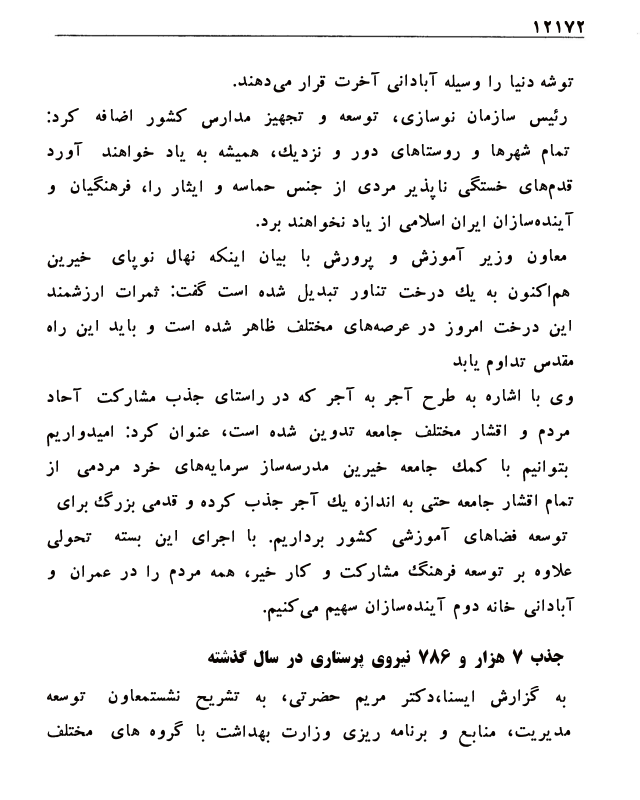 ۱۲۱۷۲
توشه دنیا را وسیله آبادانی آخرت قرار می‌دهند.
رئیس سازمان نوسازی، توسعه و تجهیز مدارس کشور اضافه کرد:
تمام شهرها و روستاهای دور و نزدیك، همیشه به یاد خواهند آورد
قدم‌های خستگی ناپذیر مردی از جنس حماسه و ایثار را، فرهنگیان و
آینده‌سازان ایران اسلامی از یاد نخواهند برد.
معاون وزیر آموزش و پرورش با بیان اینکه نهال نوپای خیرین
هم‌اکنون به یك درخت تناور تبدیل شده است گفت: ثمرات ارزشمند
این درخت امروز در عرصه‌های مختلف ظاهر شده است و باید این راه
مقدس تداوم یابد
وی با اشاره به طرح آجر به آجر که در راستای جذب مشارکت آحاد
مردم و اقشار مختلف جامعه تدوین شده است، عنوان کرد: امیدواریم
بتوانیم با کمك جامعه خیرین مدرسه‌ساز سرمایه‌های خرد مردمی از
تمام اقشار جامعه حتی به اندازه یك آجر جذب کرده و قدمی بزرگ برای
توسعه فضاهای آموزشی کشور برداریم. با اجرای این بسته تحولی
علاوه بر توسعه فرهنگ مشارکت و کار خیر، همه مردم را در عمران و
آبادانی خانه دوم آینده‌سازان سهیم می‌کنیم.
جذب ۷ هزار و ۷۸۶ نیروی پرستاری در سال گذشته
به گزارش ایسنا،دکتر مریم حضرتی، به تشریح نشستمعاون توسعه
مدیریت، منابع و برنامه ریزی وزارت بهداشت با گروه های مختلف